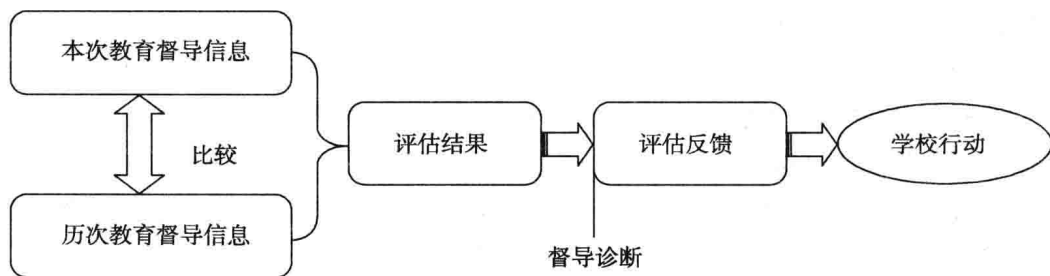 本次教育督导信息
比较
历次教育督导信息
评估结果
评估反馈
学校行动
督导诊断